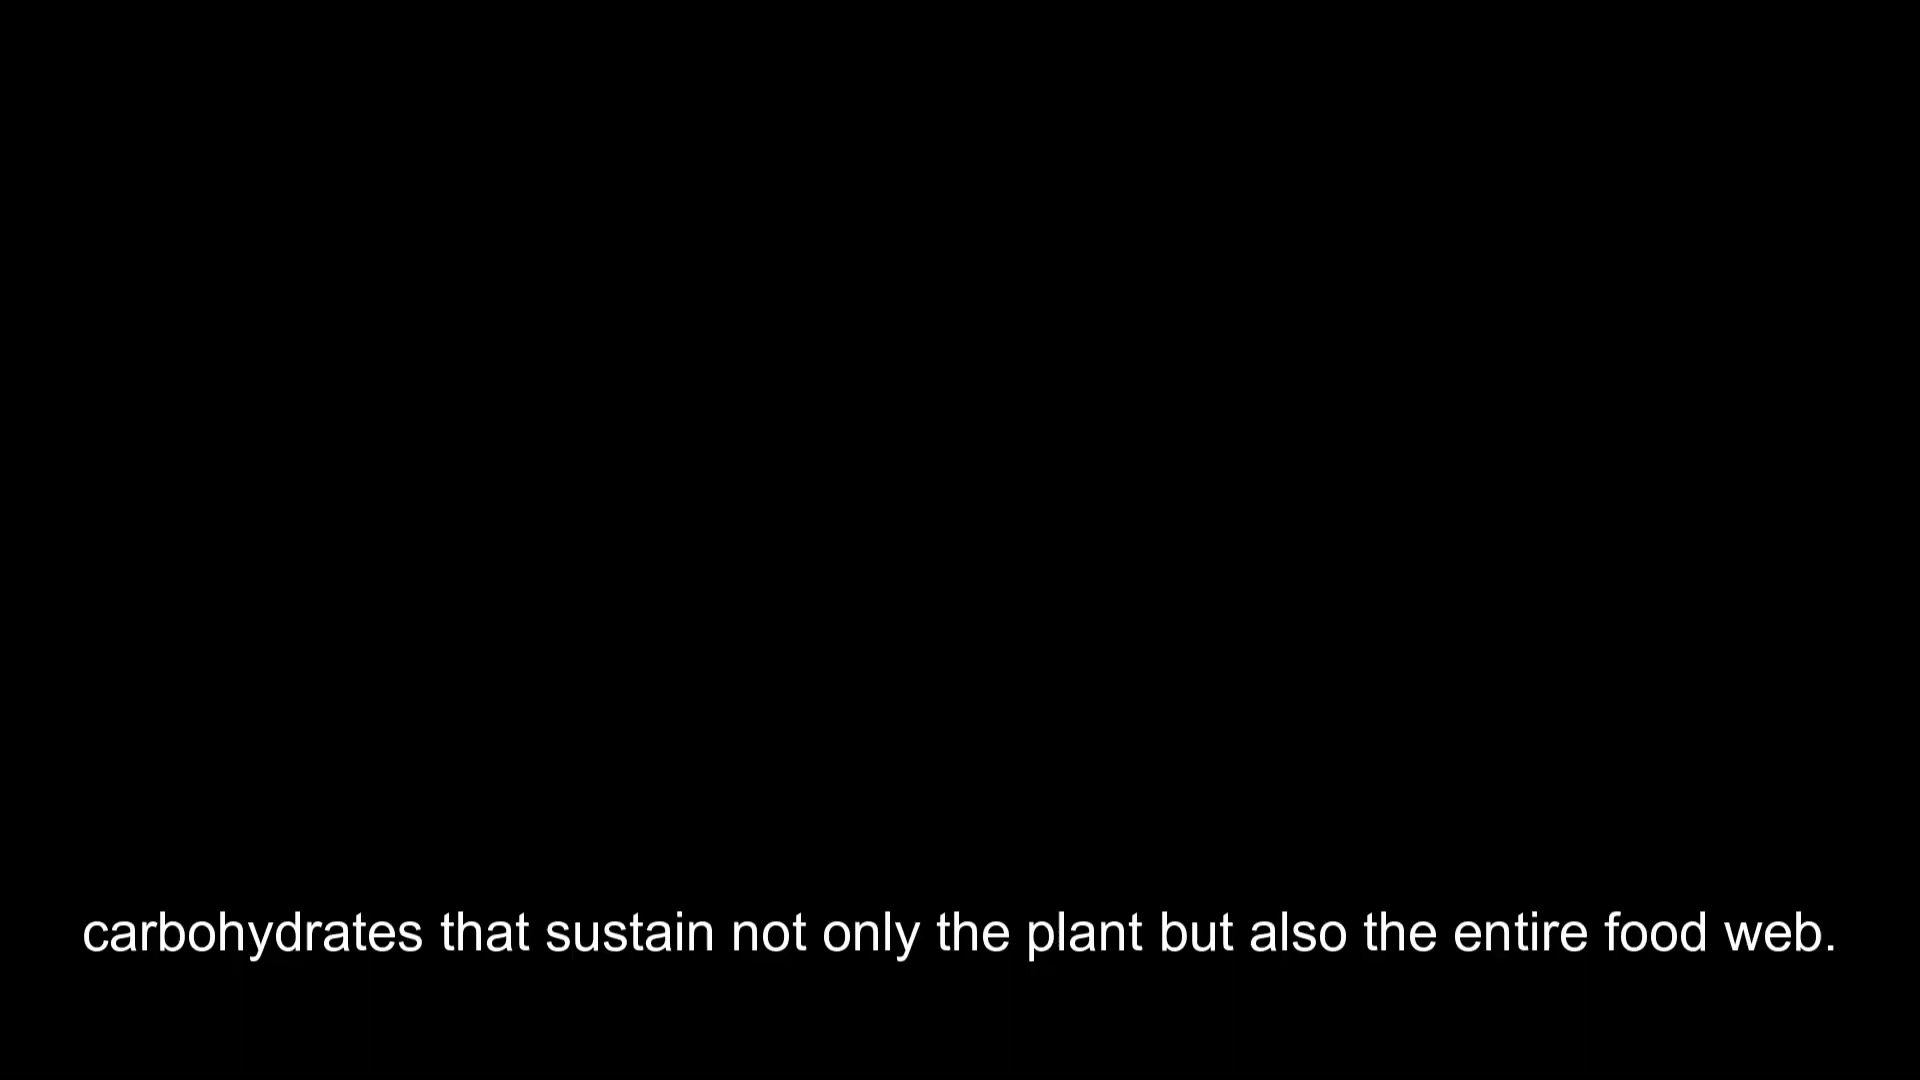 carbohydrates that sustain not only the plant but also the entire food web.